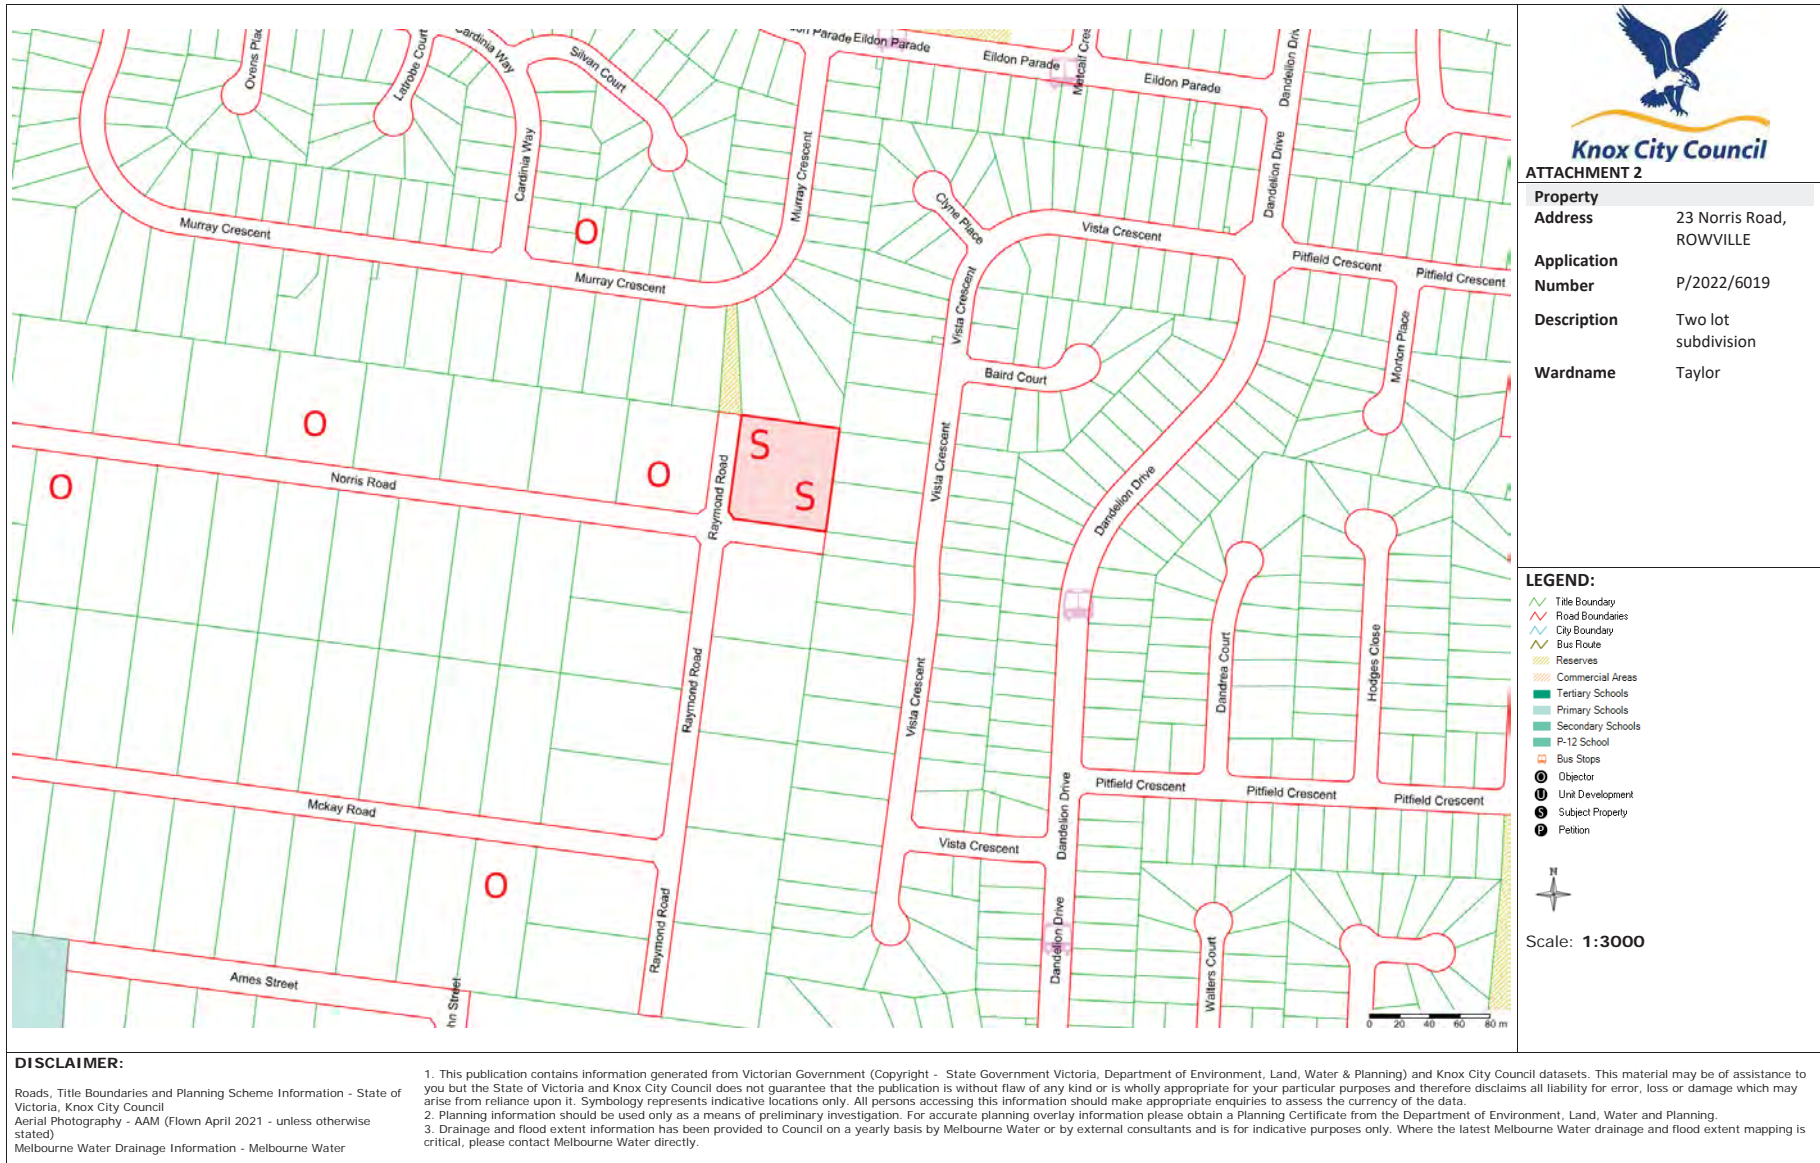 Ovens Plac
Latrobe Court
Cardinia Way
Silvan Court
Parade
Eildon Parade
Eildon Parade
Metcalf Cres
Eildon Parade
Dandelion Driv
Cardinia Way
Murray Crescent
Dandelion Drive
Murray Crescent
O
Clyne Place
Vista Crescent
Murray Crescent
Pitfield Crescent
Pitfield Crescent
Vista Crescent
Morton Place
Baird Court
O
S
O
S
O
Norris Road
Raymond Road
Vista Crescent
Dandelion Drive
Raymond Road
Vista Crescent
Dandrea Court
Hodges Close
Mckay Road
Dandelion Drive
Pitfield Crescent
Pitfield Crescent
Pitfield Crescent
Vista Crescent
O
Raymond Road
Dandelion Drive
Walters Court
Ames Street
hn Street
0 20 40 60 80 m
Knox City Council
ATTACHMENT 2
Property
Address 23 Norris Road,
ROWVILLE
Application
Number P/2022/6019
Description Two lot
subdivision
Wardname Taylor
LEGEND:
Title Boundary
Road Boundaries
City Boundary
Bus Route
Reserves
Commercial Areas
Tertiary Schools
Primary Schools
Secondary Schools
P-12 School
Bus Stops
O Objector
U Unit Development
S Subject Property
P Petition
N
Scale: 1:3000
DISCLAIMER:
Roads, Title Boundaries and Planning Scheme Information - State of
Victoria, Knox City Council
Aerial Photography - AAM (Flown April 2021 - unless otherwise
stated)
Melbourne Water Drainage Information - Melbourne Water
1. This publication contains information generated from Victorian Government (Copyright - State Government Victoria, Department of Environment, Land, Water & Planning) and Knox City Council datasets. This material may be of assistance to
you but the State of Victoria and Knox City Council does not guarantee that the publication is without flaw of any kind or is wholly appropriate for your particular purposes and therefore disclaims all liability for error, loss or damage which may
arise from reliance upon it. Symbology represents indicative locations only. All persons accessing this information should make appropriate enquiries to assess the currency of the data.
2. Planning information should be used only as a means of preliminary investigation. For accurate planning overlay information please obtain a Planning Certificate from the Department of Environment, Land, Water and Planning.
3. Drainage and flood extent information has been provided to Council on a yearly basis by Melbourne Water or by external consultants and is for indicative purposes only. Where the latest Melbourne Water drainage and flood extent mapping is
critical, please contact Melbourne Water directly.